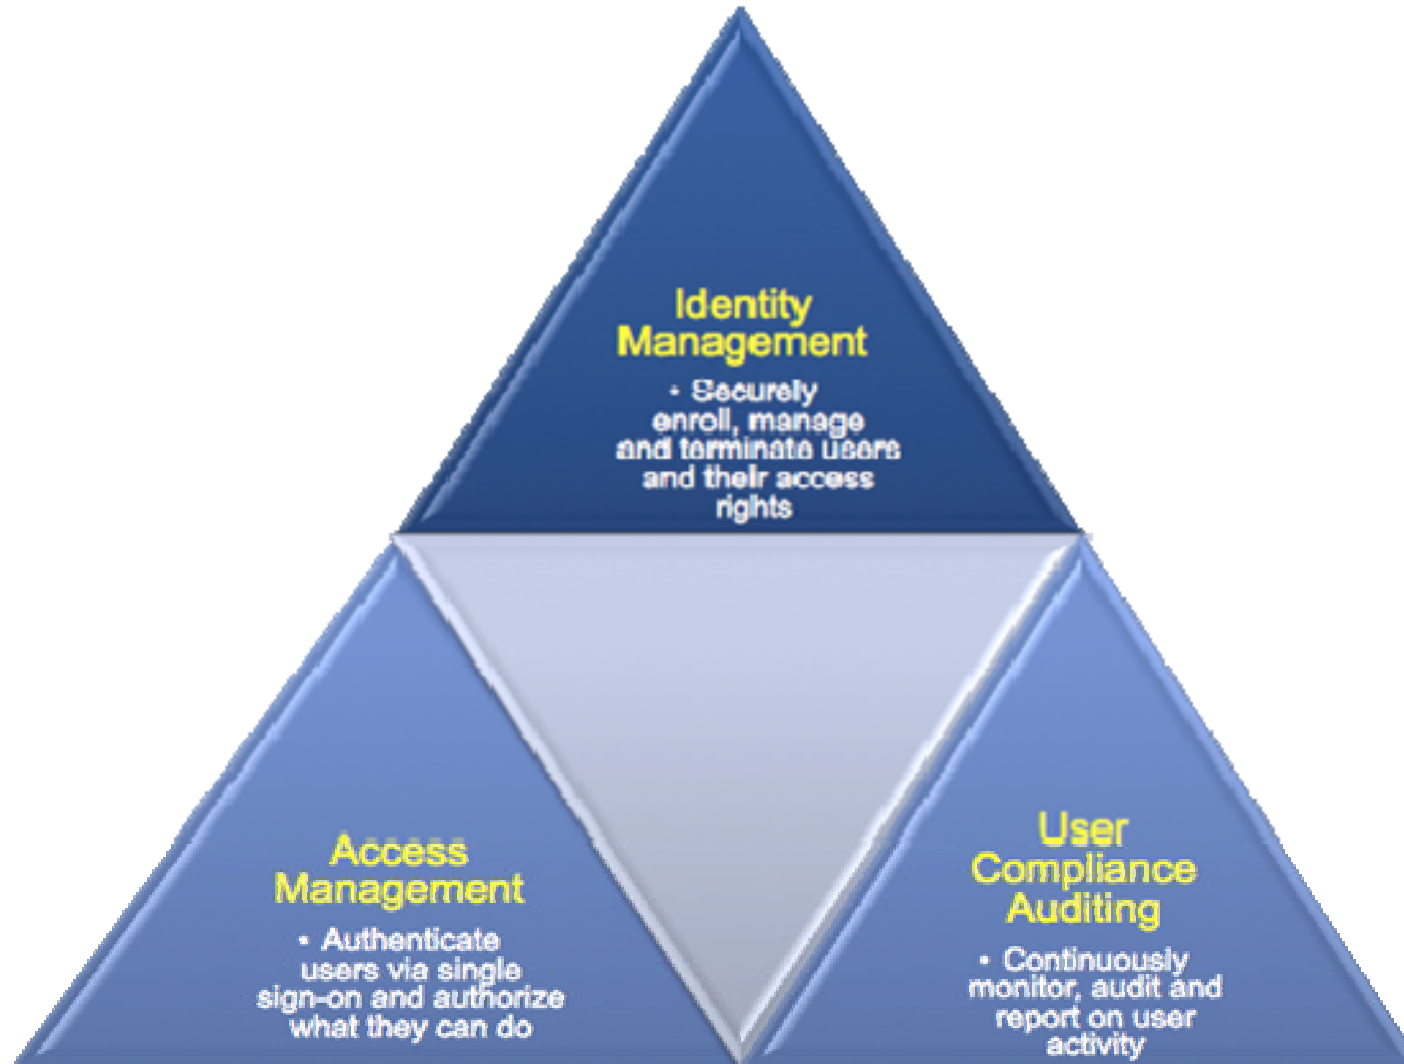 Identity
Management
• Securely
enroll, manage
and terminate users
and their access
rights
Access
Management
• Authenticate
users via single
sign-on and authorize
what they can do
User
Compliance
Auditing
• Continuously
monitor, audit and
report on user
activity